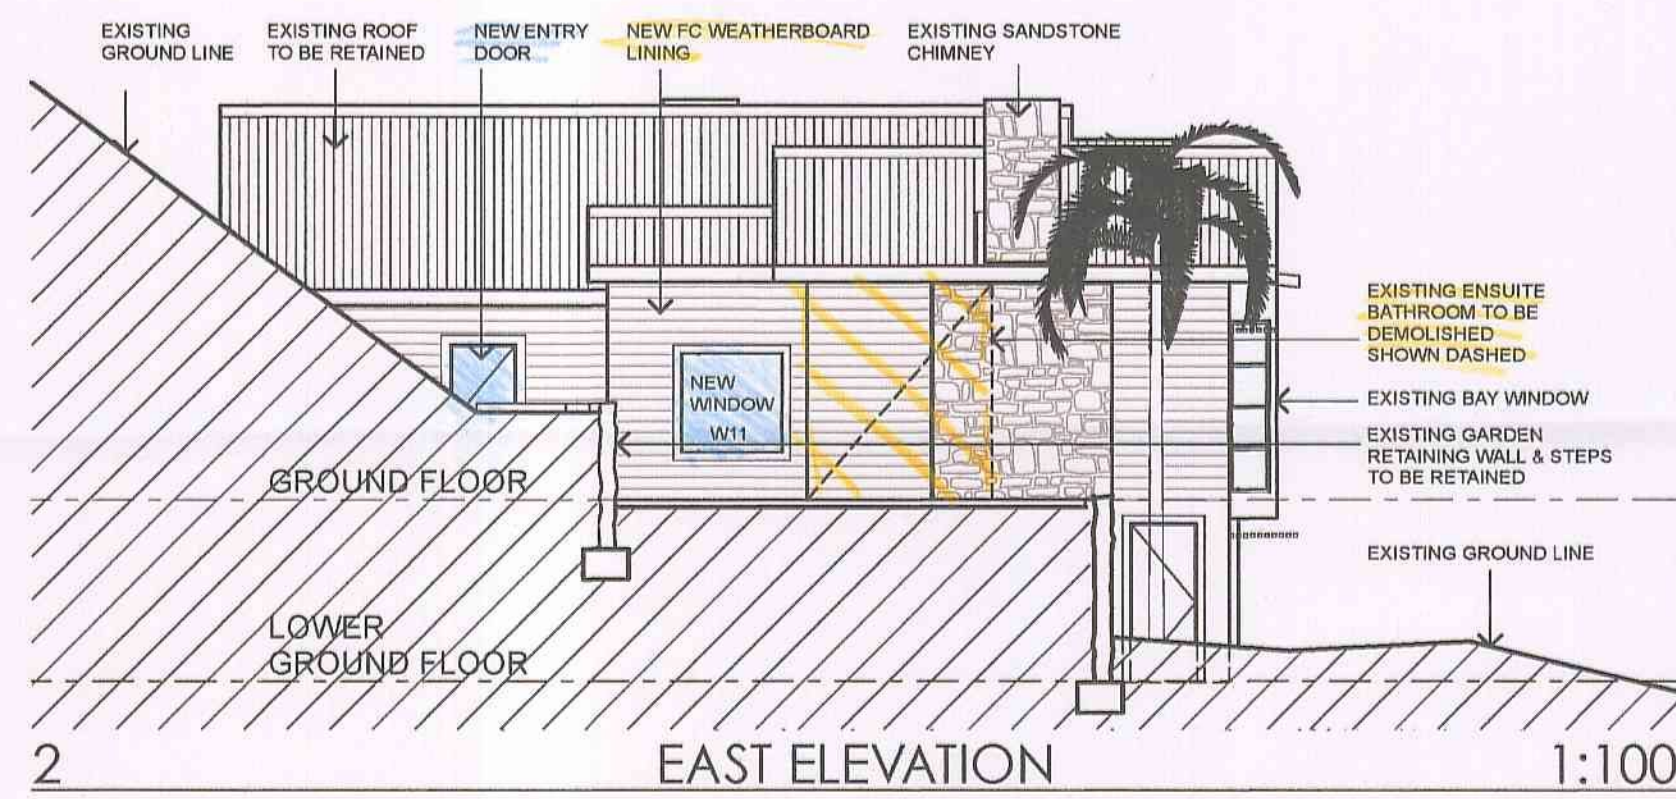 EXISTING
GROUND LINE
EXISTING ROOF
TO BE RETAINED
NEW ENTRY
DOOR
NEW FC WEATHERBOARD
LINING
EXISTING SANDSTONE
CHIMNEY
EXISTING ENSUITE
BATHROOM TO BE
DEMOLISHED
SHOWN DASHED
NEW
WINDOW
W11
EXISTING BAY WINDOW
EXISTING GARDEN
RETAINING WALL & STEPS
TO BE RETAINED
GROUND FLOOR
EXISTING GROUND LINE
LOWER
GROUND FLOOR
2
EAST ELEVATION
1:100